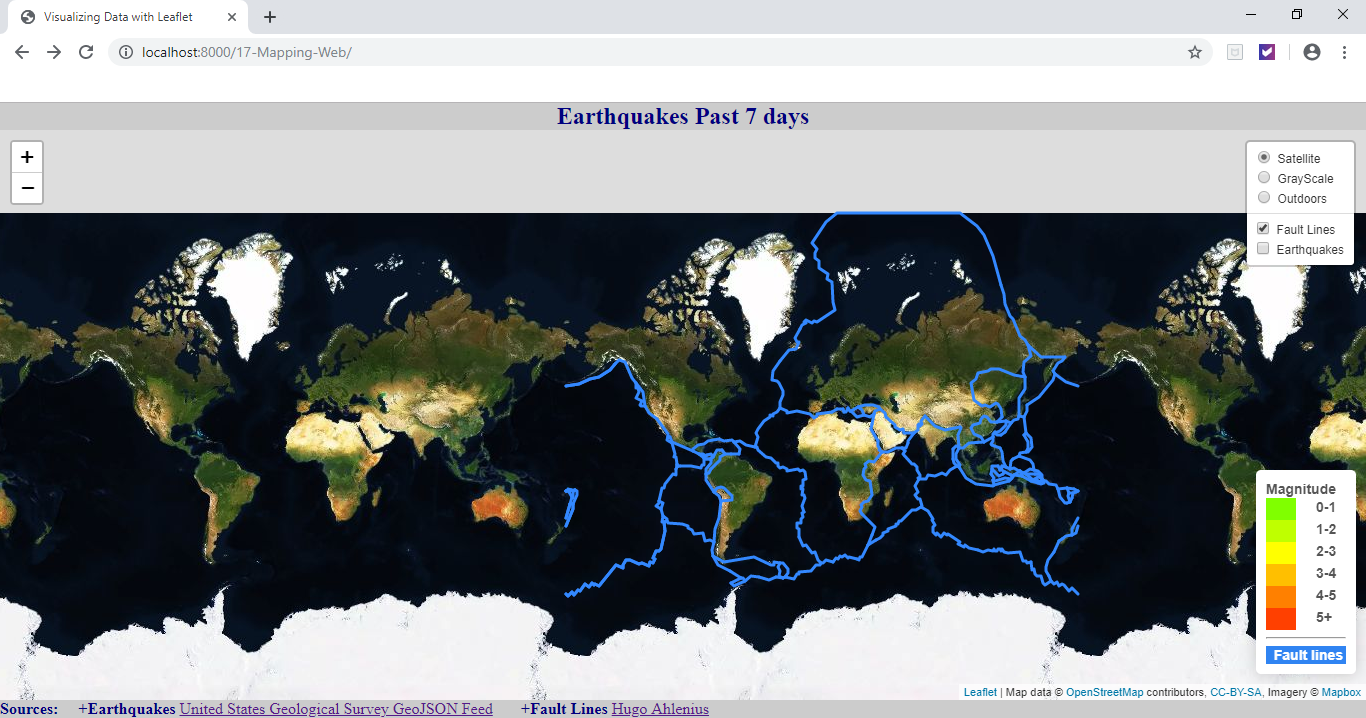 Visualizing Data with Leaflet
localhost:8000/17-Mapping-Web/
Earthquakes Past 7 days
+
−
Satellite
GrayScale
Outdoors
Fault Lines
Earthquakes
Magnitude
0-1
1-2
2-3
3-4
4-5
5+
Fault lines
Leaflet | Map data © OpenStreetMap contributors, CC-BY-SA, Imagery © Mapbox
Sources: +Earthquakes United States Geological Survey GeoJSON Feed +Fault Lines Hugo Ahlenius